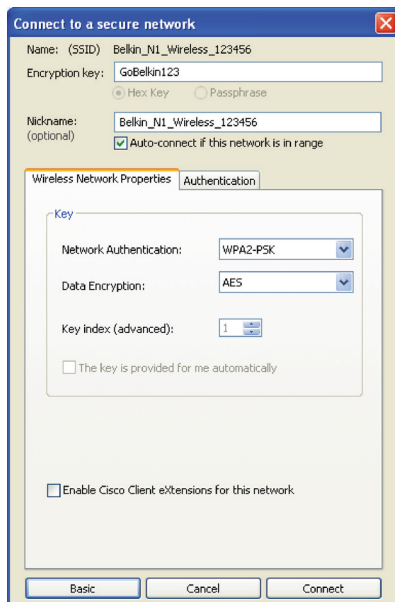 Connect to a secure network
Name: (SSID) Belkin_N1_Wireless_123456
Encryption key: GoBelkin123
Hex Key Passphrase
Nickname: Belkin_N1_Wireless_123456
(optional)
Auto-connect if this network is in range
Wireless Network Properties Authentication
Key
Network Authentication: WPA2-PSK
Data Encryption: AES
Key index (advanced): 1
The key is provided for me automatically
Enable Cisco Client eXtensions for this network
Basic Cancel Connect